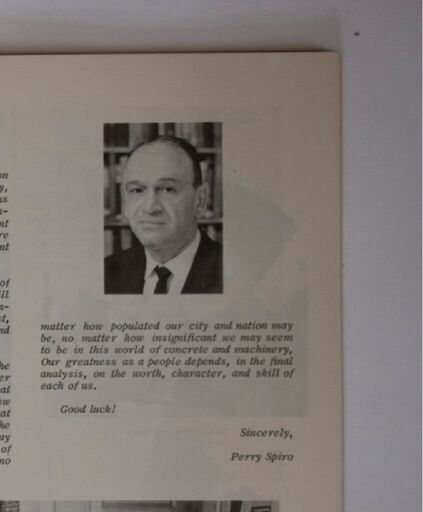 on
y,
us
n-
nt
re
nt
of
ill
n-
t,
nd
he
er
at
ew
at
he
ay
of
no
matter how populated our city and nation may
be, no matter how insignificant we may seem
to be in this world of concrete and machinery,
Our greatness as a people depends, in the final
analysis, on the worth, character, and skill of
each of us.
Good luck!
Sincerely,
Perry Spiro